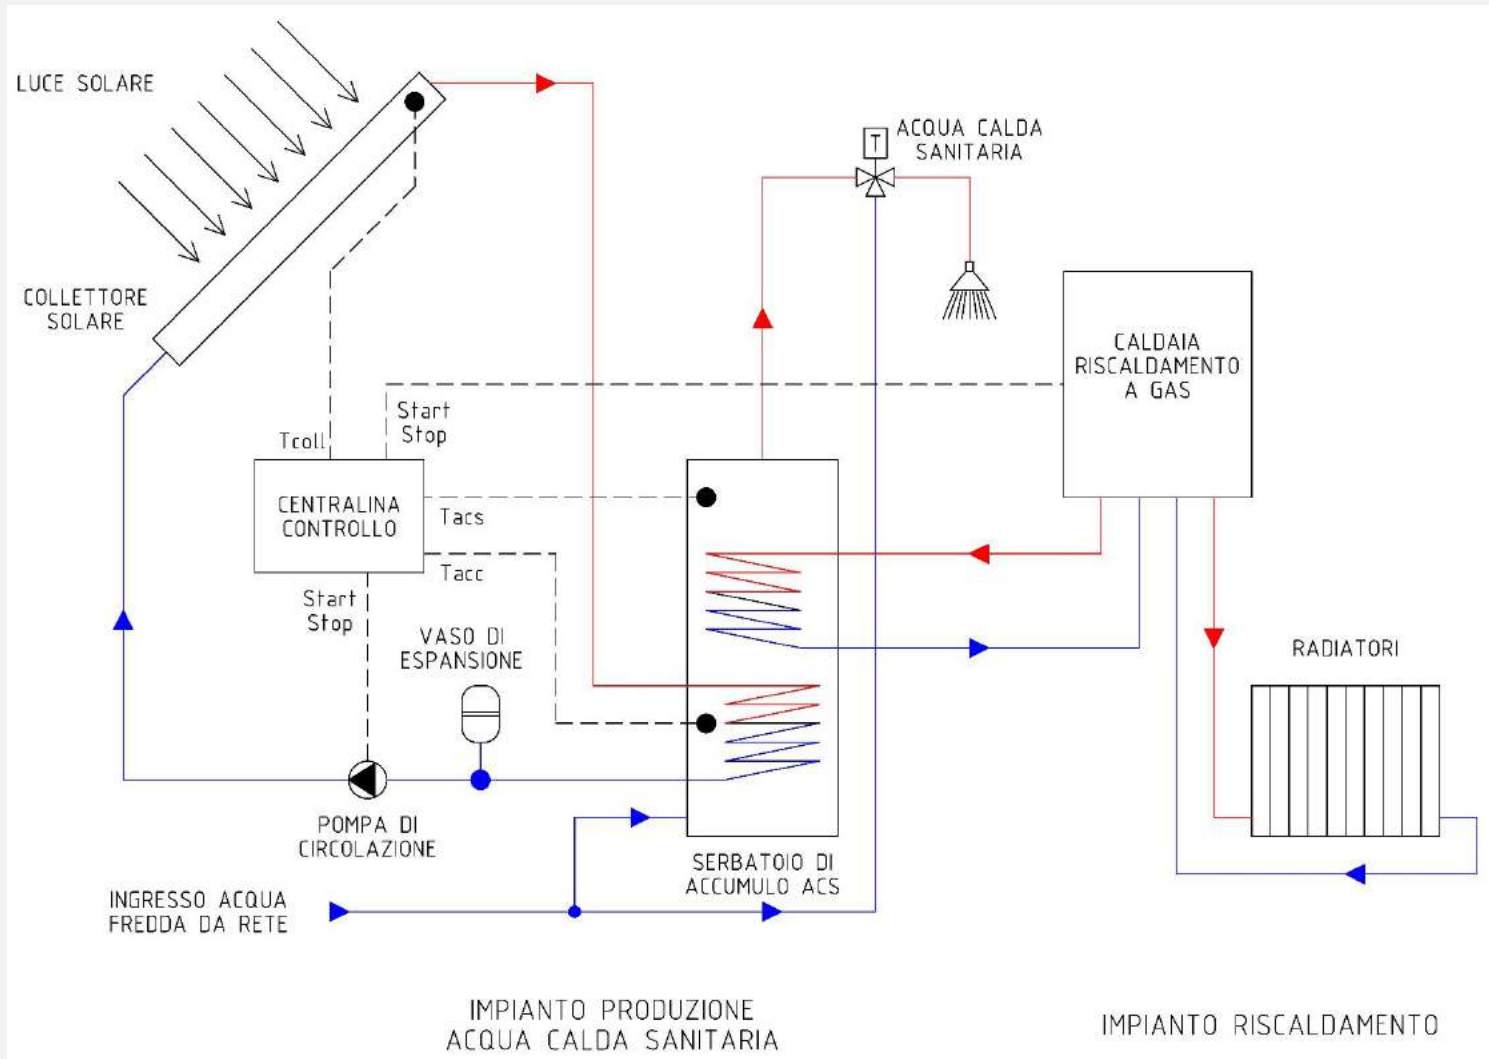 LUCE SOLARE
ACQUA CALDA
SANITARIA
T
COLLETTORE
SOLARE
CALDAIA
RISCALDAMENTO
A GAS
Start
Stop
Tcoll
CENTRALINA
CONTROLLO
Tacs
Tacc
Start
Stop
VASO DI
ESPANSIONE
RADIATORI
POMPA DI
CIRCOLAZIONE
SERBATOIO DI
ACCUMULO ACS
INGRESSO ACQUA
FREDDA DA RETE
IMPIANTO PRODUZIONE
ACQUA CALDA SANITARIA
IMPIANTO RISCALDAMENTO